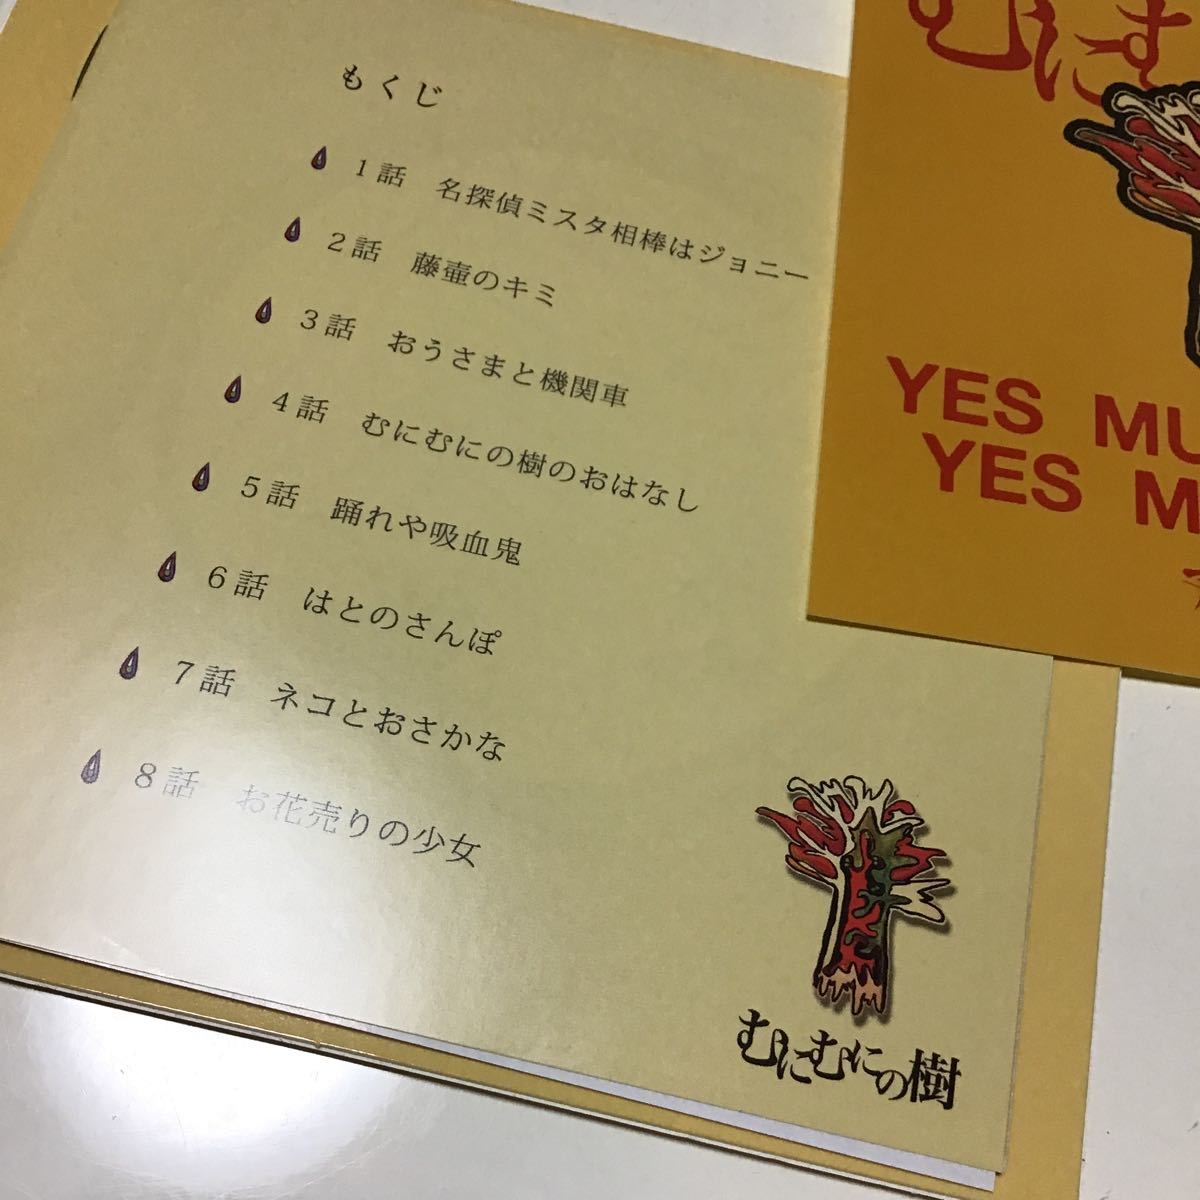 もくじ
1話 名探偵ミスタ相棒はジョニー
2話 藤壷のキミ
3話 おうさまと機関車
4話 むにむにの樹のおはなし
5話 踊れや吸血鬼
6話 はとのさんぽ
7話 ネコとおさかな
8話 お花売りの少女
むにむにの樹
むにむ
YES MU
YES M